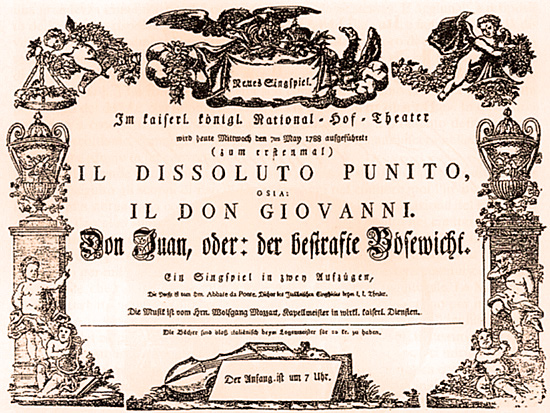 Neues Singspiel.
Im kaiserl. königl. National-Hof-Theater
wird heute Mittwoch den 7ten May 1788 aufgeführt:
(zum erstenmal)
IL DISSOLUTO PUNITO,
OSIA:
IL DON GIOVANNI.
Don Juan, oder: der bestrafte Bösewicht.
Ein Singspiel in zwey Aufzügen,
Die Poesie ist vom Hrn. Abbate da Ponte, Dichter des Italiänischen Singspiels beym k. k. Theater.
Die Musik ist vom Hrn. Wolfgang Mozzart, Kapellmeister in wirkl. kaiserl. Diensten.
Die Bücher sind bloß italiänisch beym Logenmeister für 20 kr. zu haben.
Der Anfang ist um 7 Uhr.